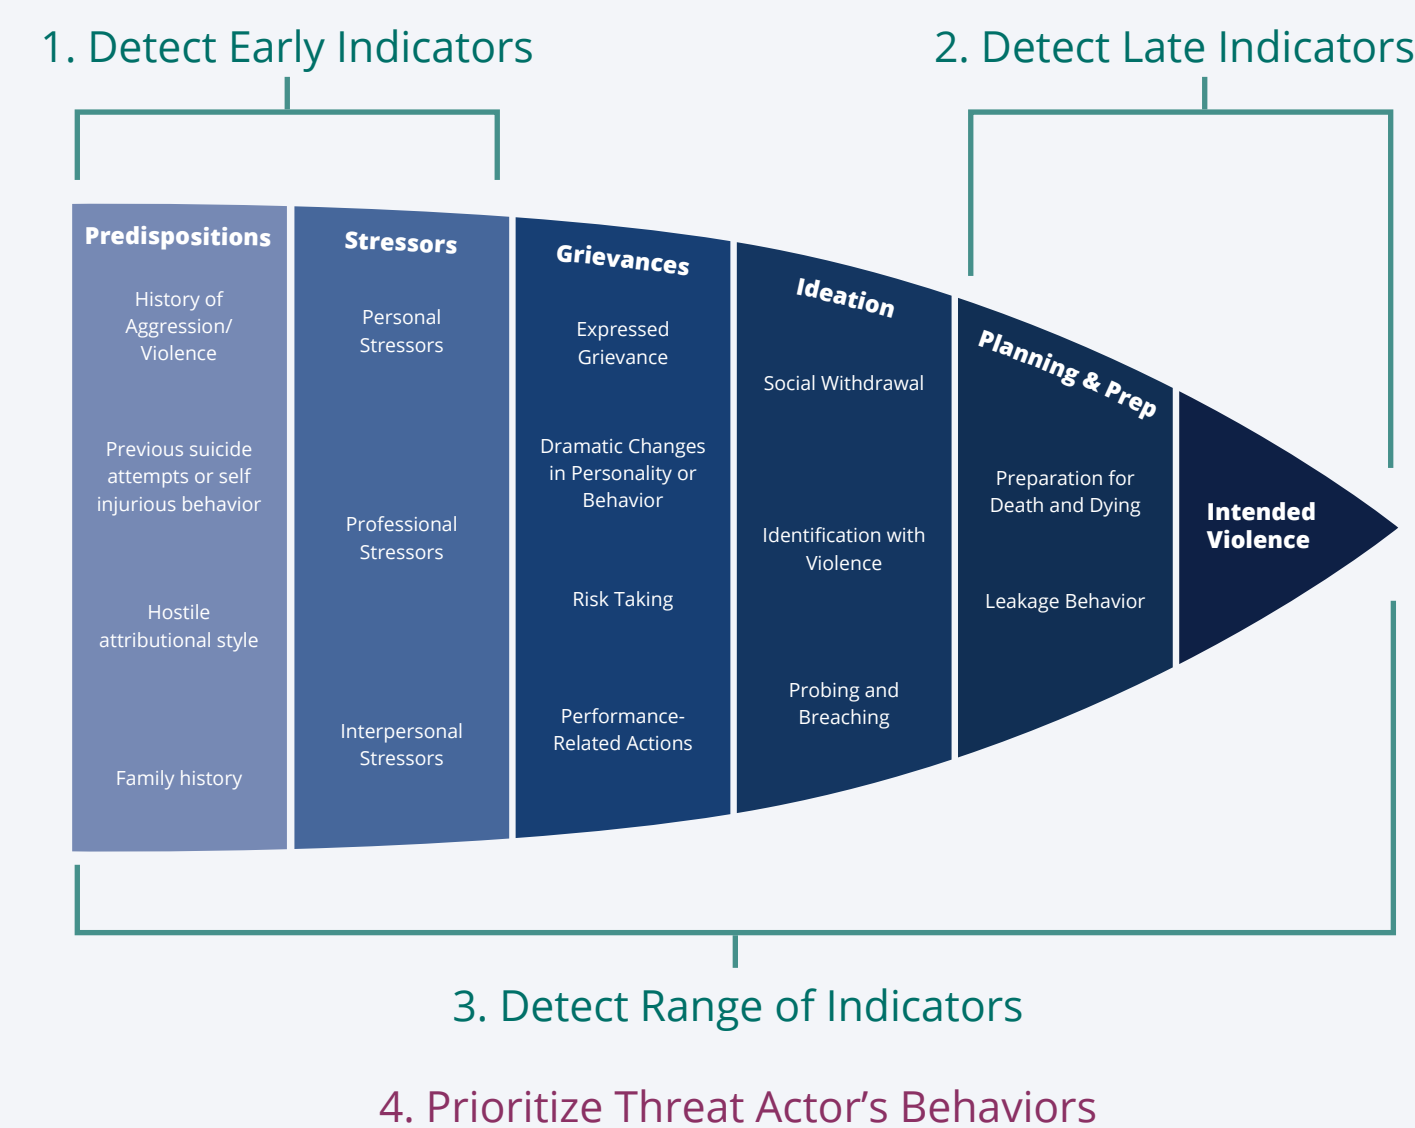 1. Detect Early Indicators
2. Detect Late Indicators
Predispositions
History of
Aggression/
Violence
Previous suicide
attempts or self
injurious behavior
Hostile
attributional style
Family history
Stressors
Personal
Stressors
Professional
Stressors
Interpersonal
Stressors
Grievances
Expressed
Grievance
Dramatic Changes
in Personality or
Behavior
Risk Taking
Performance-
Related Actions
Ideation
Social Withdrawal
Identification with
Violence
Probing and
Breaching
Planning & Prep
Preparation for
Death and Dying
Leakage Behavior
Intended
Violence
3. Detect Range of Indicators
4. Prioritize Threat Actor’s Behaviors